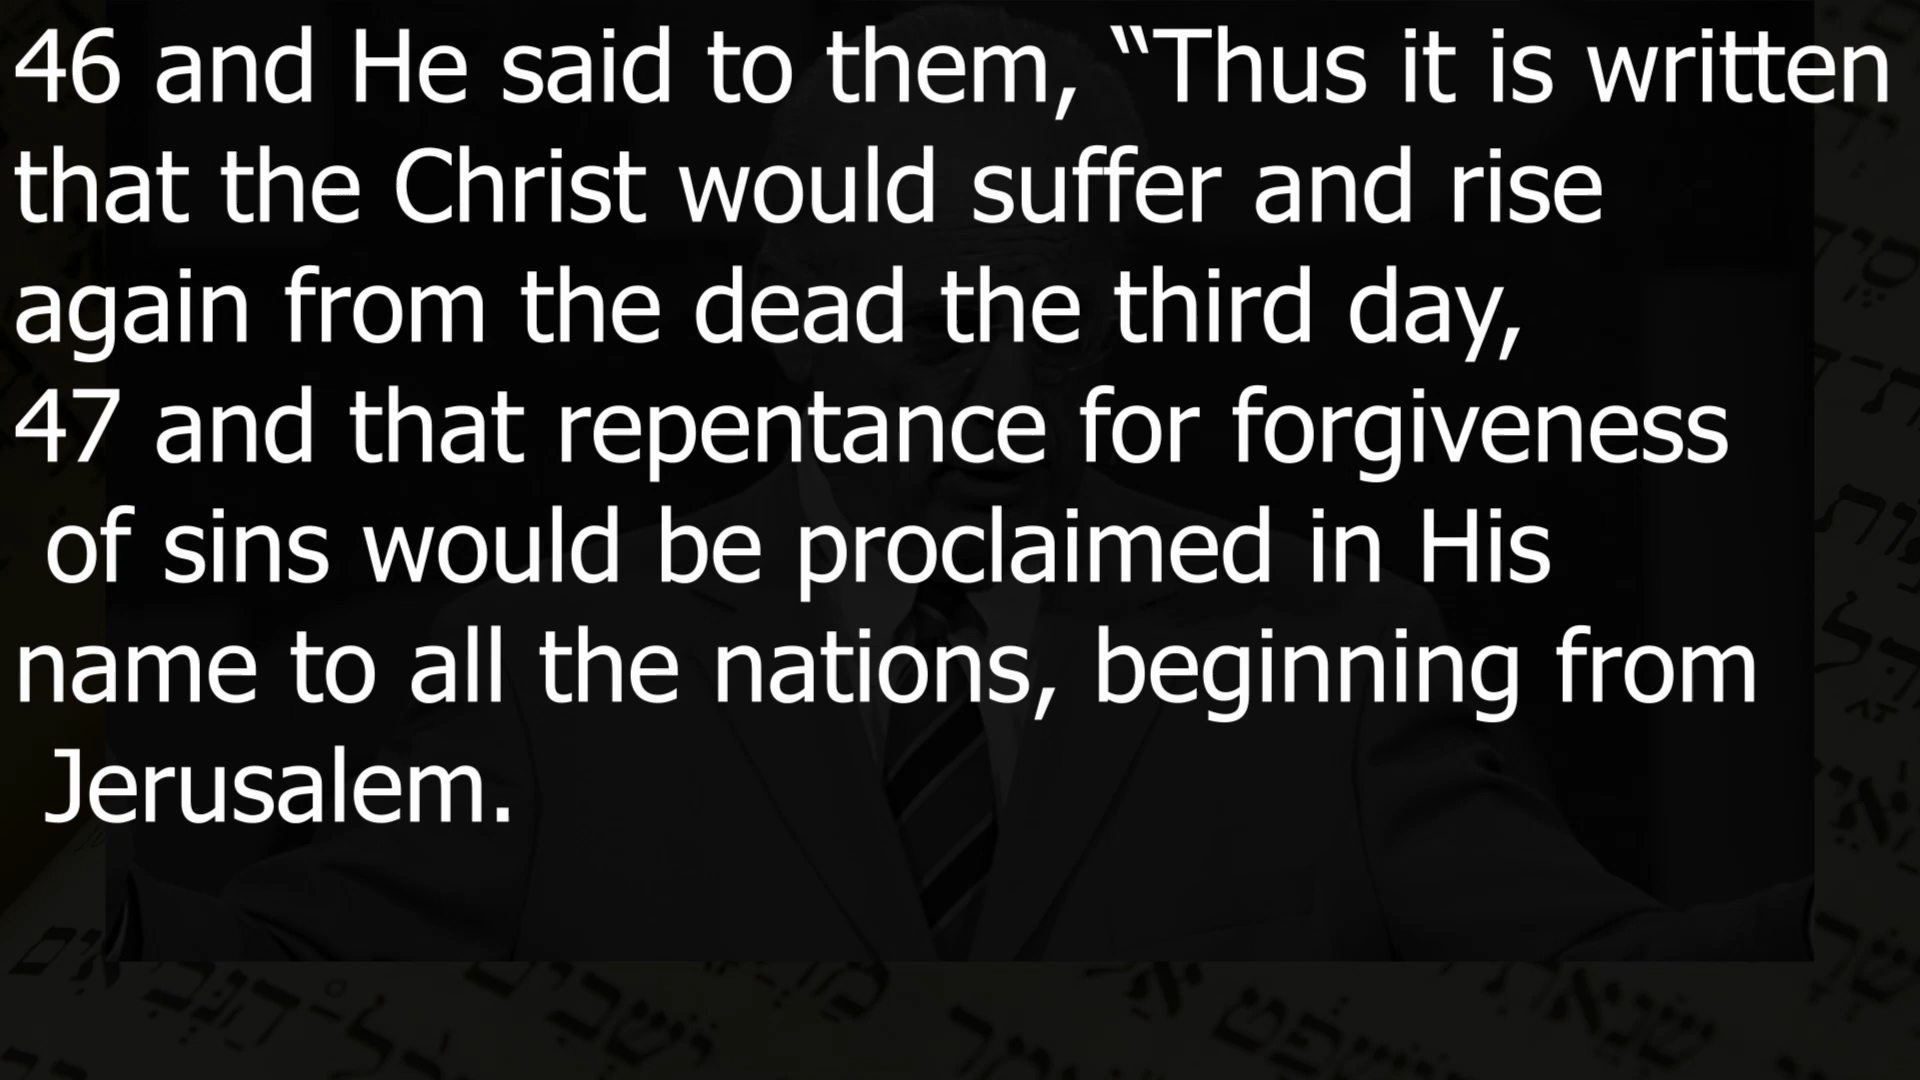 46 and He said to them, “Thus it is written
that the Christ would suffer and rise
again from the dead the third day,
47 and that repentance for forgiveness
of sins would be proclaimed in His
name to all the nations, beginning from
Jerusalem.